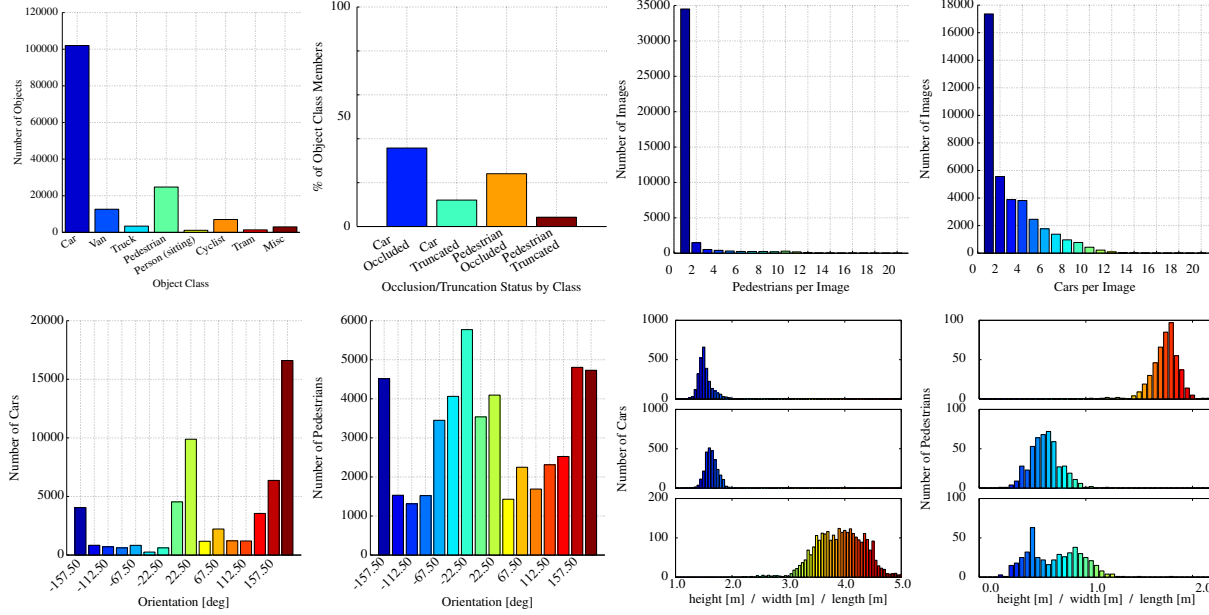 120000
100000
80000
60000
40000
20000
0
Number of Objects
Car
Van
Truck
Pedestrian
Person (sitting)
Cyclist
Tram
Misc
Object Class
100
50
0
% of Object Class Members
Car
Occluded
Car
Truncated
Pedestrian
Occluded
Pedestrian
Truncated
Occlusion/Truncation Status by Class
35000
30000
25000
20000
15000
10000
5000
0
Number of Images
0 2 4 6 8 10 12 14 16 18 20
Pedestrians per Image
18000
16000
14000
12000
10000
8000
6000
4000
2000
0
Number of Images
0 2 4 6 8 10 12 14 16 18 20
Cars per Image
20000
15000
10000
5000
0
Number of Cars
-157.50
-112.50
-67.50
-22.50
22.50
67.50
112.50
157.50
Orientation [deg]
6000
5000
4000
3000
2000
1000
0
Number of Pedestrians
-157.50
-112.50
-67.50
-22.50
22.50
67.50
112.50
157.50
Orientation [deg]
1000
500
0
1000
500
0
200
100
0
Number of Cars
1.0 2.0 3.0 4.0 5.0
height [m] / width [m] / length [m]
100
50
0
100
50
0
100
50
0
Number of Pedestrians
0.0 1.0 2.0
height [m] / width [m] / length [m]